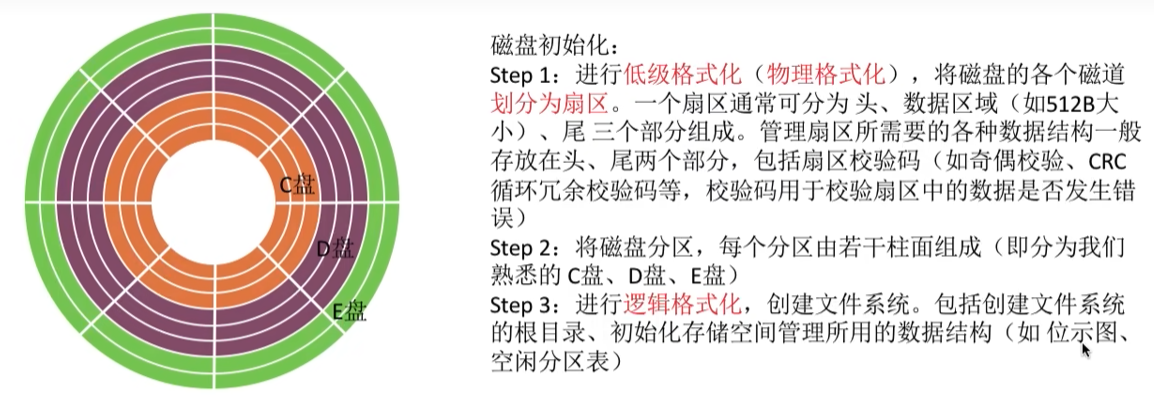 C盘
D盘
E盘
磁盘初始化：
Step 1：进行低级格式化（物理格式化），将磁盘的各个磁道
划分为扇区。一个扇区通常可分为 头、数据区域（如512B大
小）、尾 三个部分组成。管理扇区所需要的各种数据结构一般
存放在头、尾两个部分，包括扇区校验码（如奇偶校验、CRC
循环冗余校验码等，校验码用于校验扇区中的数据是否发生错
误）
Step 2：将磁盘分区，每个分区由若干柱面组成（即分为我们
熟悉的 C盘、D盘、E盘）
Step 3：进行逻辑格式化，创建文件系统。包括创建文件系统
的根目录、初始化存储空间管理所用的数据结构（如 位示图、
空闲分区表）